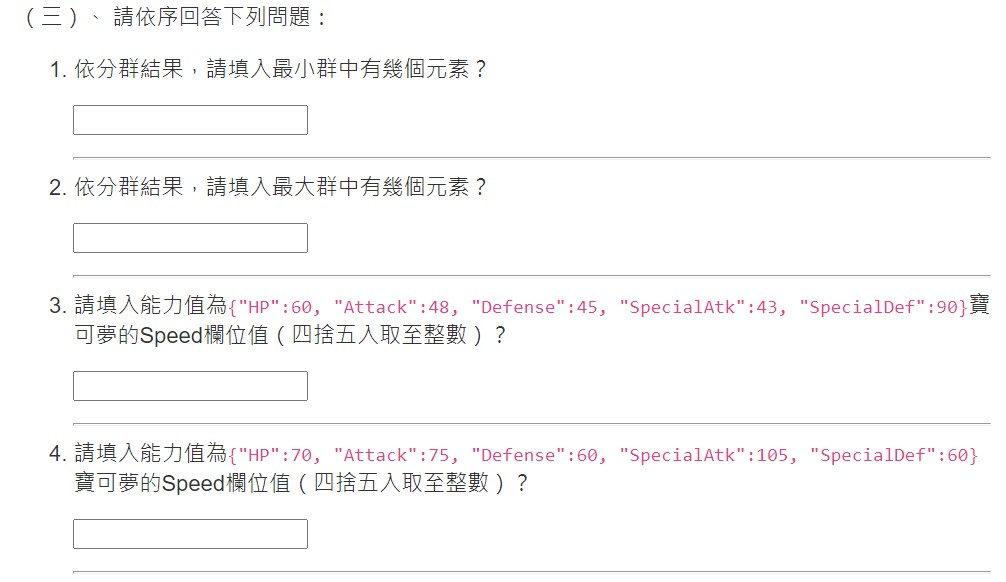 （三）、 請依序回答下列問題：
1. 依分群結果，請填入最小群中有幾個元素？
2. 依分群結果，請填入最大群中有幾個元素？
3. 請填入能力值為{"HP":60, "Attack":48, "Defense":45, "SpecialAtk":43, "SpecialDef":90}寶
可夢的Speed欄位值（四捨五入取至整數）？
4. 請填入能力值為{"HP":70, "Attack":75, "Defense":60, "SpecialAtk":105, "SpecialDef":60}
寶可夢的Speed欄位值（四捨五入取至整數）？